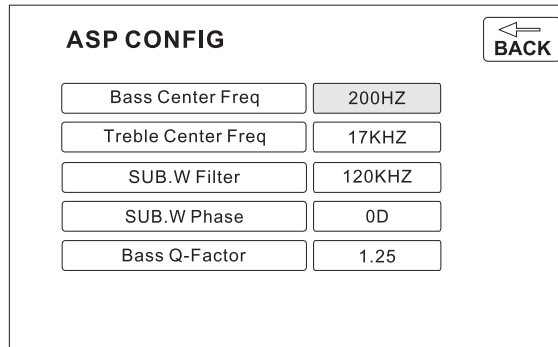 ASP CONFIG
BACK
Bass Center Freq 200HZ
Treble Center Freq 17KHZ
SUB.W Filter 120KHZ
SUB.W Phase 0D
Bass Q-Factor 1.25